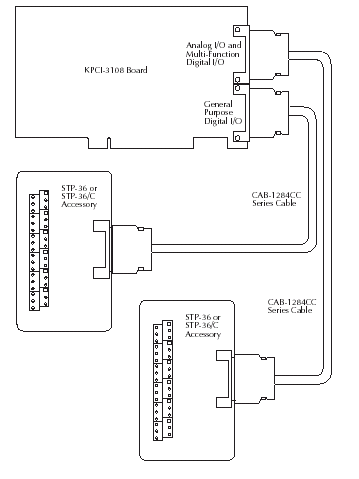 Analog I/O and
Multi-Function
Digital I/O
KPCI-3108 Board
General
Purpose
Digital I/O
STP-36 or
STP-36/C
Accessory
CAB-1284CC
Series Cable
CAB-1284CC
Series Cable
STP-36 or
STP-36/C
Accessory